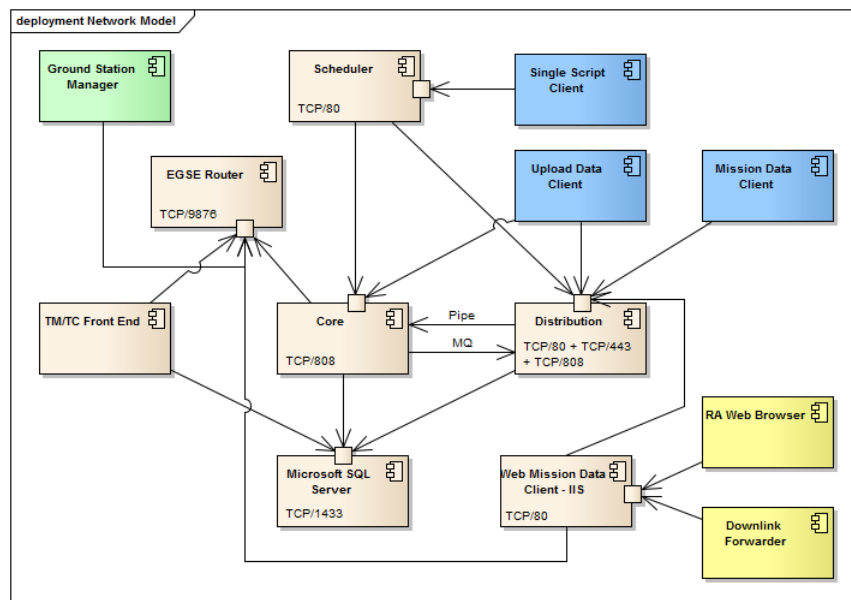 deployment Network Model
Ground Station
Manager
Scheduler
TCP/80
Single Script
Client
EGSE Router
TCP/9876
Upload Data
Client
Mission Data
Client
TM/TC Front End
Core
TCP/808
Pipe
MQ
Distribution
TCP/80 + TCP/443
+ TCP/808
RA Web Browser
Microsoft SQL
Server
TCP/1433
Web Mission Data
Client - IIS
TCP/80
Downlink
Forwarder